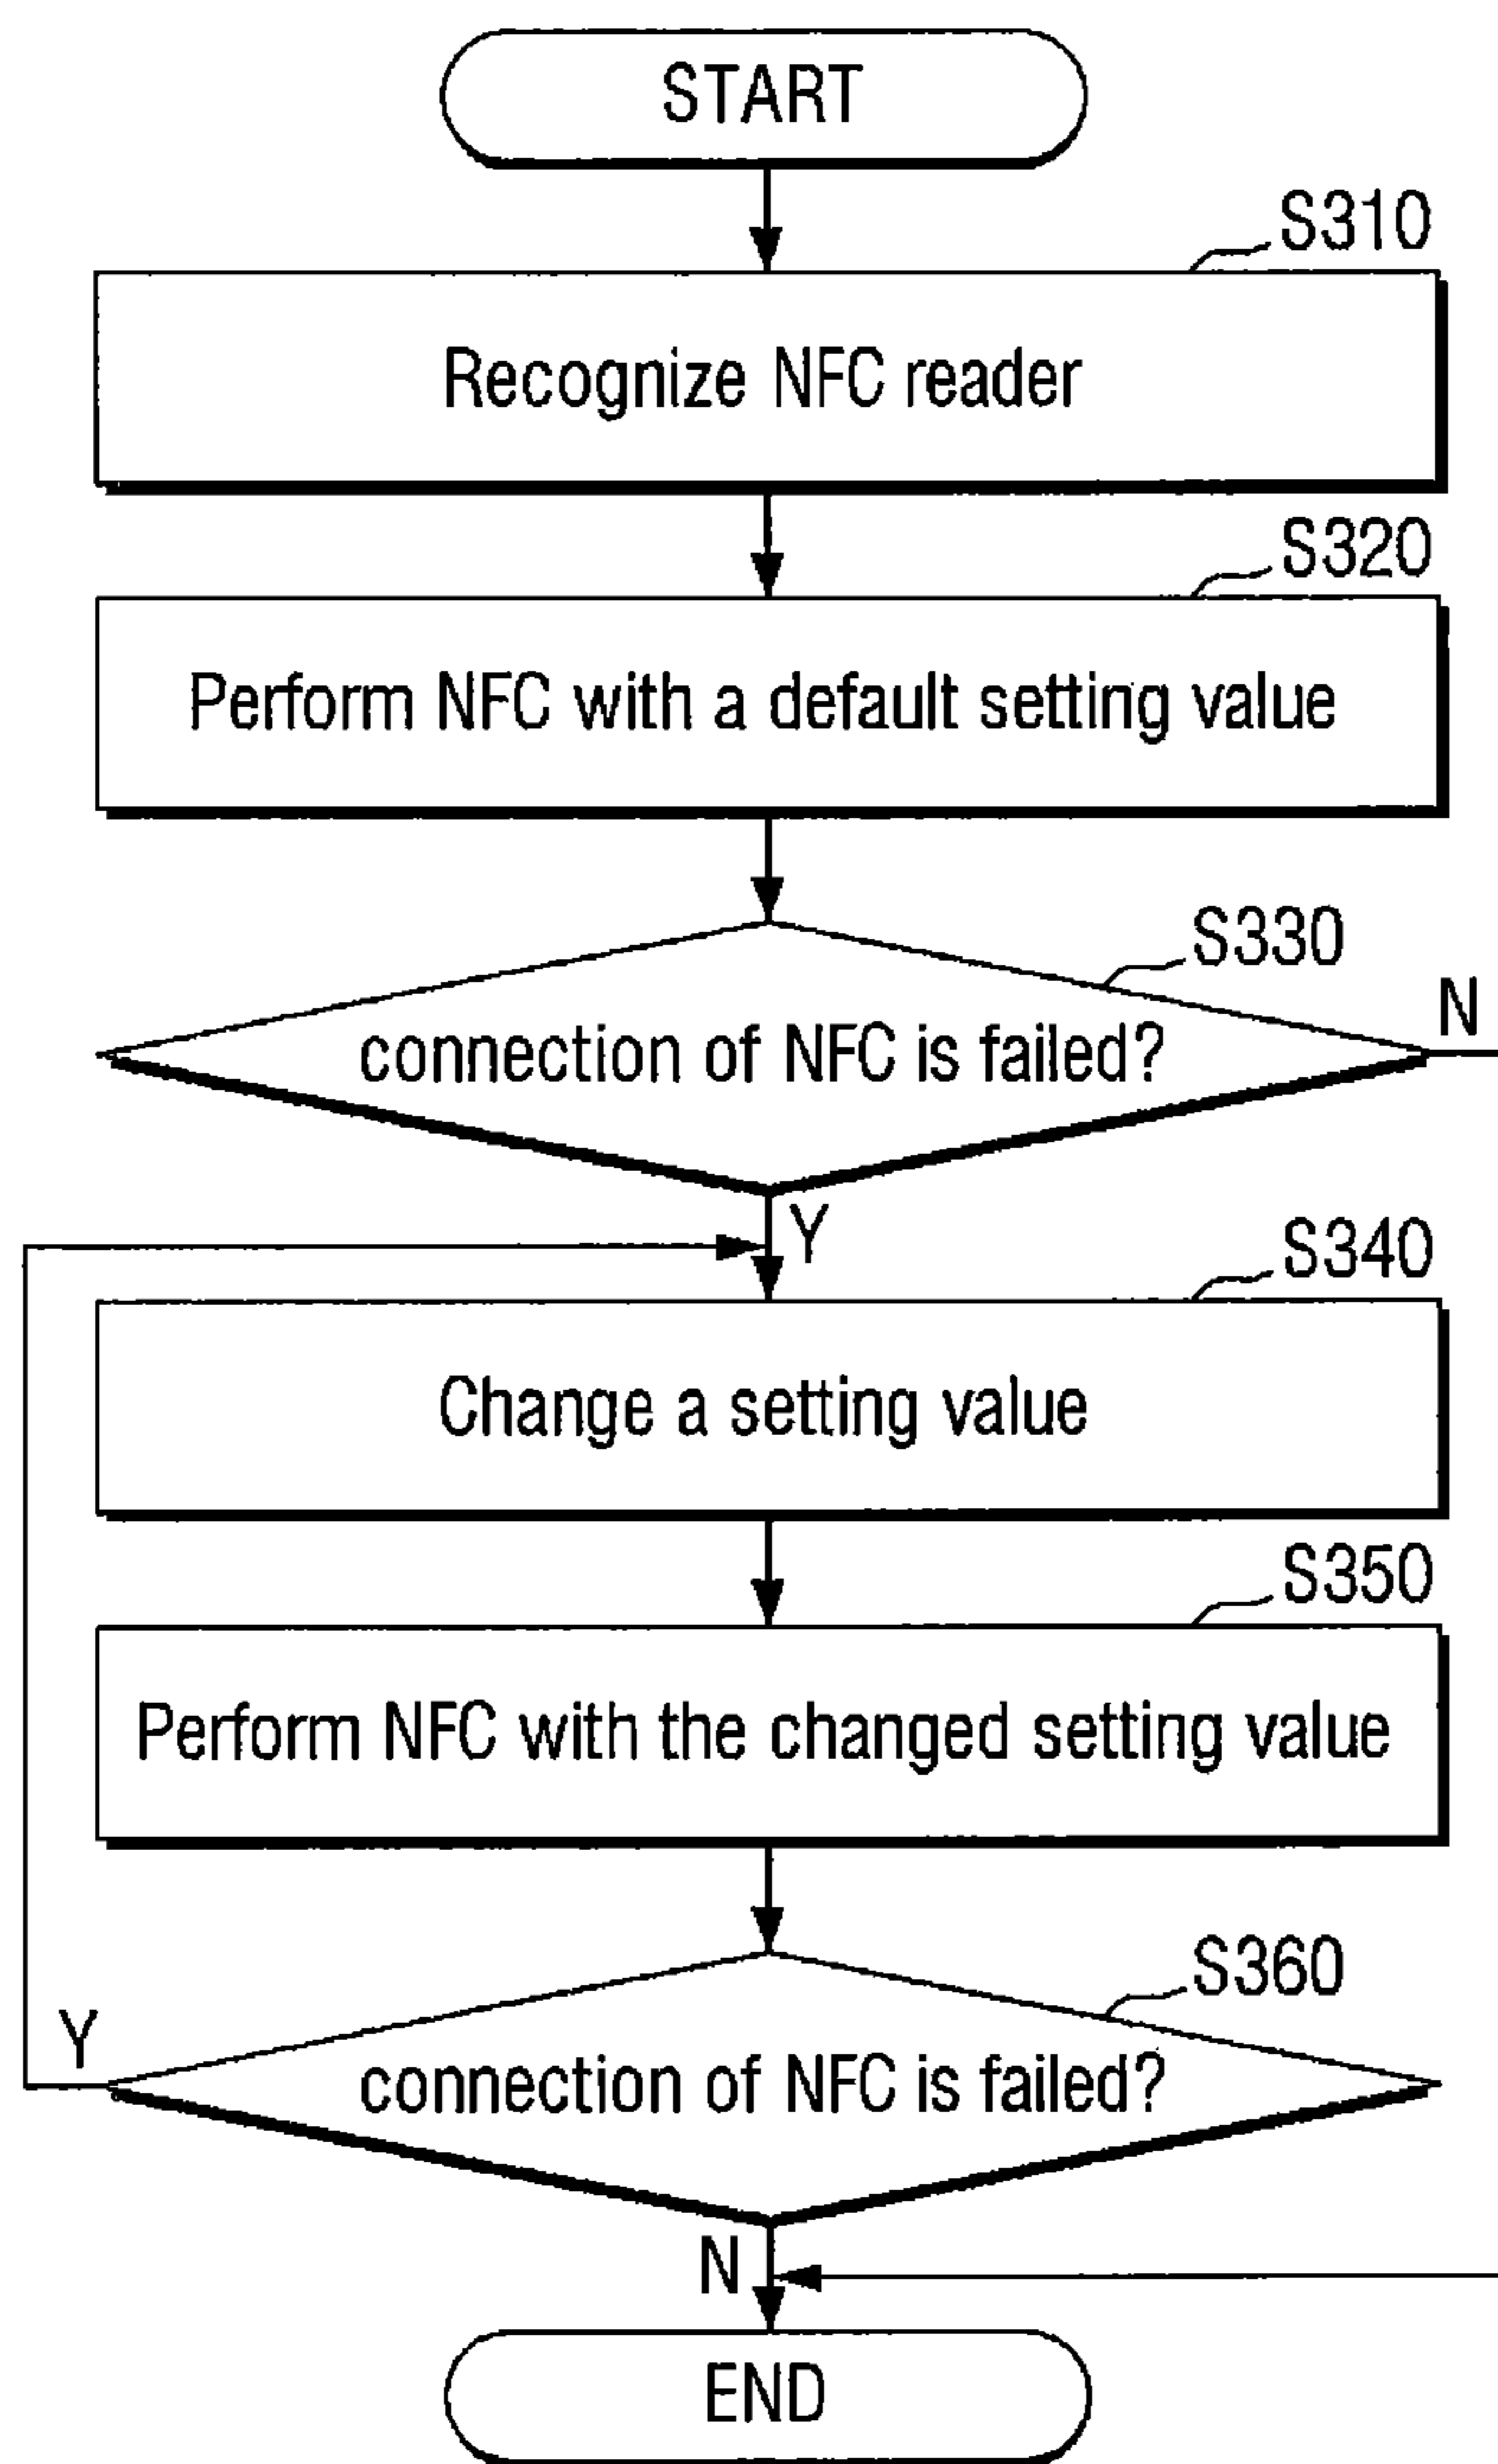 START
S310
Recognize NFC reader
S320
Perform NFC with a default setting value
S330
connection of NFC is failed?
N
Y
S340
Change a setting value
S350
Perform NFC with the changed setting value
S360
Y
connection of NFC is failed?
N
END